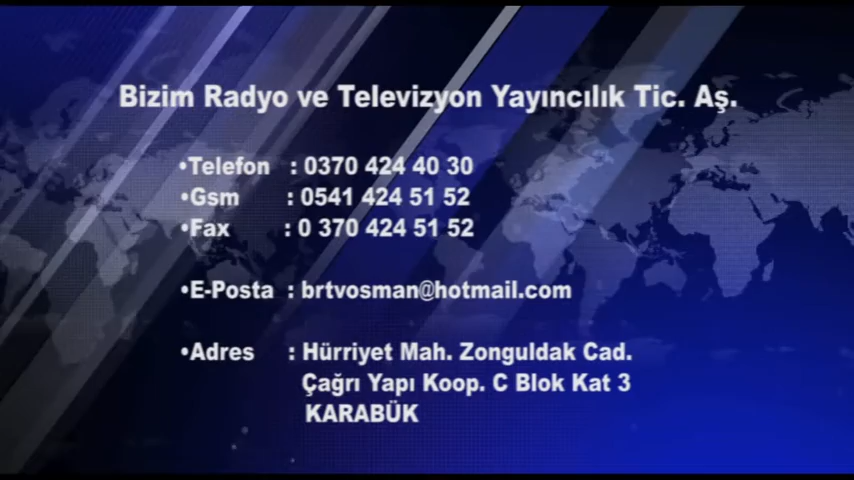 Bizim Radyo ve Televizyon Yayıncılık Tic. Aş.
•Telefon : 0370 424 40 30
•Gsm : 0541 424 51 52
•Fax : 0 370 424 51 52
•E-Posta : brtvosman@hotmail.com
•Adres : Hürriyet Mah. Zonguldak Cad.
Çağrı Yapı Koop. C Blok Kat 3
KARABÜK